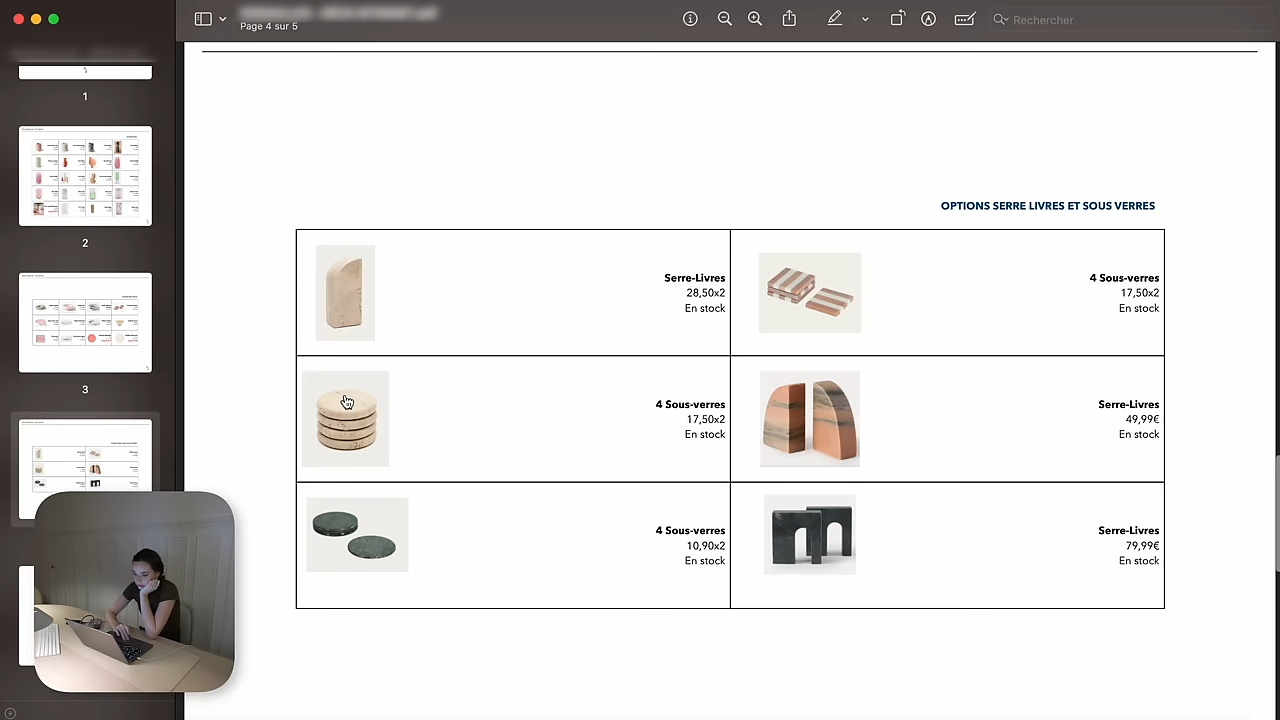 Page 4 sur 5
Rechercher
1
2
3
OPTIONS SERRE LIVRES ET SOUS VERRES
Serre-Livres
28,50x2
En stock
4 Sous-verres
17,50x2
En stock
4 Sous-verres
17,50x2
En stock
Serre-Livres
49,99€
En stock
4 Sous-verres
10,90x2
En stock
Serre-Livres
79,99€
En stock